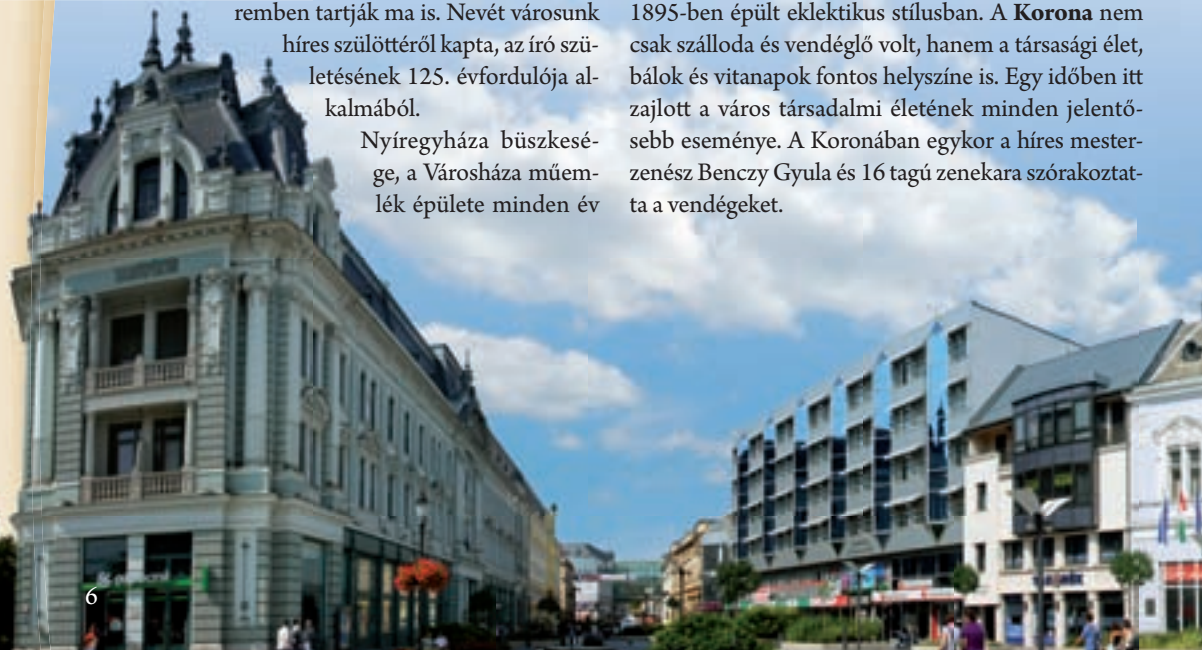 remben tartják ma is. Nevét városunk
híres szülöttéről kapta, az író szü-
letésének 125. évfordulója al-
kalmából.
Nyíregyháza büszkesé-
ge, a Városháza műem-
lék épülete minden év
1895-ben épült eklektikus stílusban. A Korona nem
csak szálloda és vendéglő volt, hanem a társasági élet,
bálok és vitanapok fontos helyszíne is. Egy időben itt
zajlott a város társadalmi életének minden jelentő-
sebb eseménye. A Koronában egykor a híres mester-
zenész Benczy Gyula és 16 tagú zenekara szórakoztat-
ta a vendégeket.
6